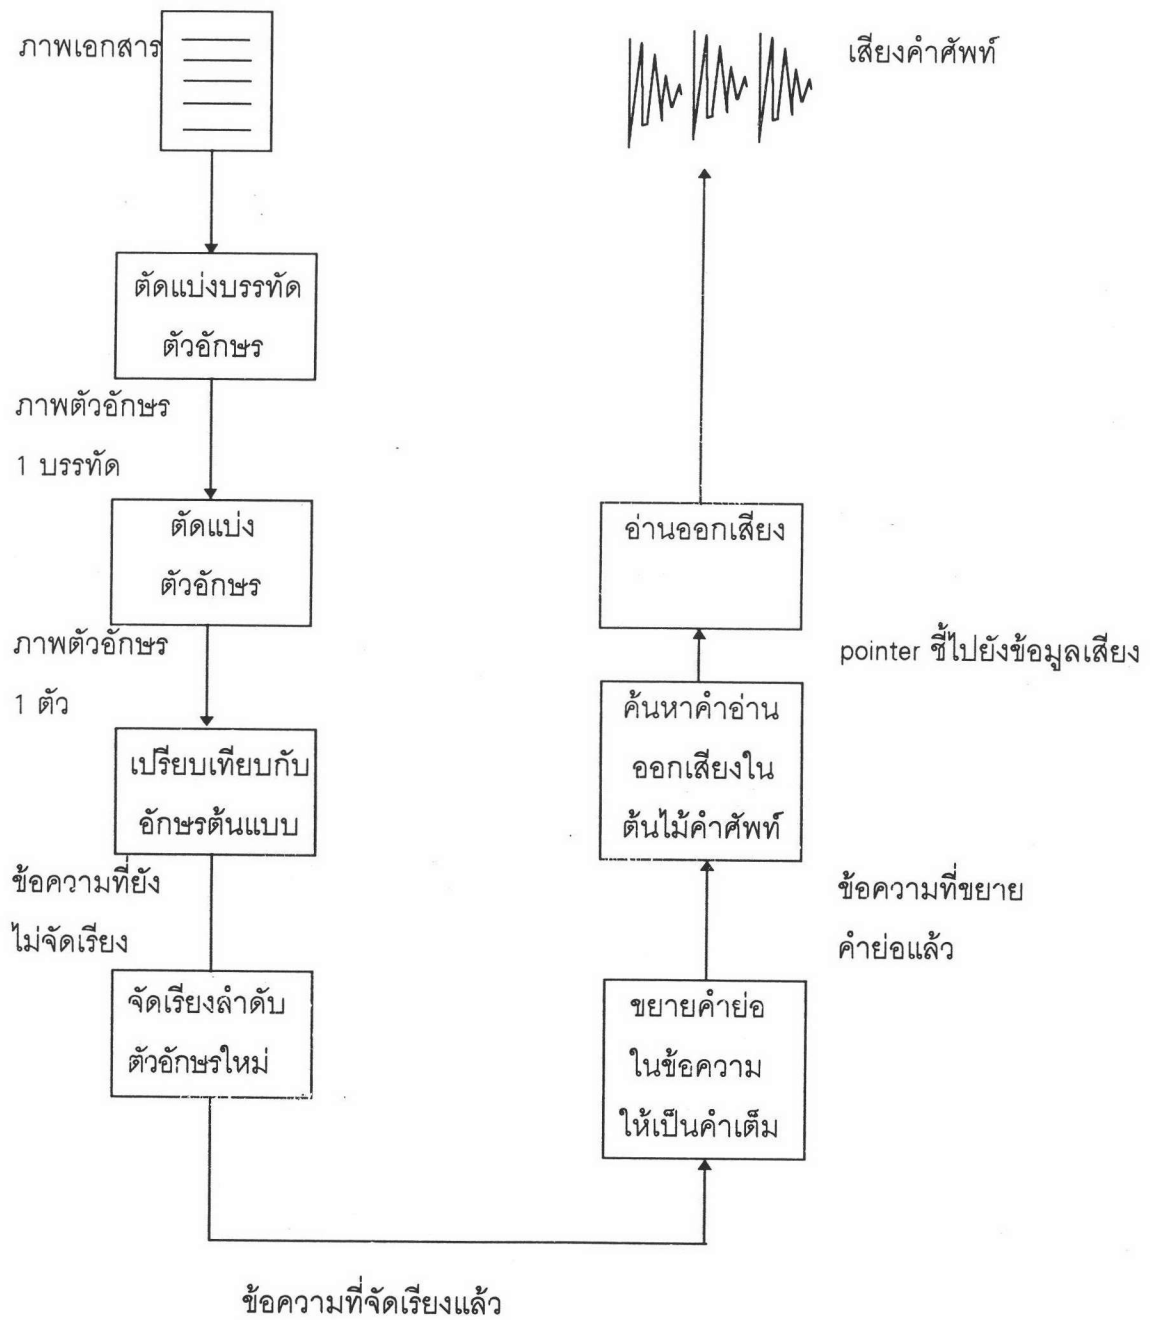 ภาพเอกสาร
ตัดแบ่งบรรทัด
ตัวอักษร
ภาพตัวอักษร
1 บรรทัด
ตัดแบ่ง
ตัวอักษร
ภาพตัวอักษร
1 ตัว
เปรียบเทียบกับ
อักษรต้นแบบ
ข้อความที่ยัง
ไม่จัดเรียง
จัดเรียงลำดับ
ตัวอักษรใหม่
ข้อความที่จัดเรียงแล้ว
ขยายคำย่อ
ในข้อความ
ให้เป็นคำเต็ม
ข้อความที่ขยาย
คำย่อแล้ว
ค้นหาคำอ่าน
ออกเสียงใน
ต้นไม้คำศัพท์
pointer ชี้ไปยังข้อมูลเสียง
อ่านออกเสียง
เสียงคำศัพท์